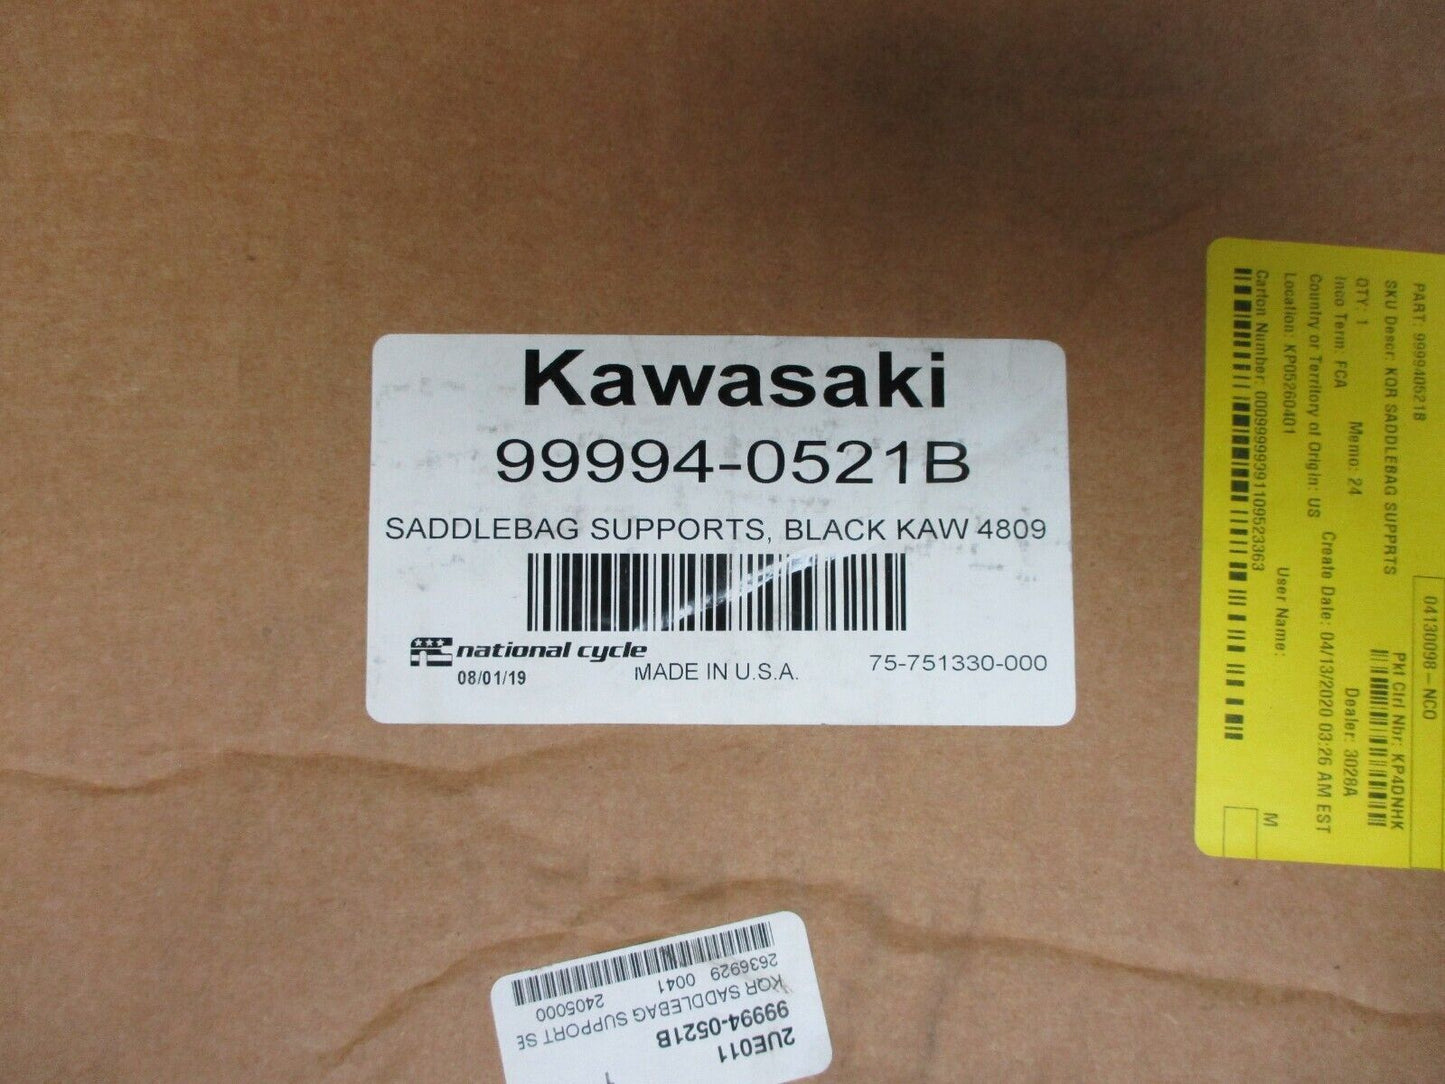 Kawasaki
99994-0521B
SADDLEBAG SUPPORTS, BLACK KAW 4809
national cycle
08/01/19
MADE IN U.S.A.
75-751330-000
04130098-NCO
PART: 999940521B
SKU Descr: KQR SADDLEBAG SUPPRTS
Pkt Ctrl Nbr: KP4DNHK
QTY: 1
Inco Term: FCA Memo: 24 Dealer: 3028A
Country or Territory of Origin: US Create Date: 04/13/2020 03:26 AM EST
Location: KP05260401 User Name:
M
Carton Number: 00099999391109523363
2UE011
99994-0521B
KQR SADDLEBAG SUPPORT SE
2636929 0041 2405000